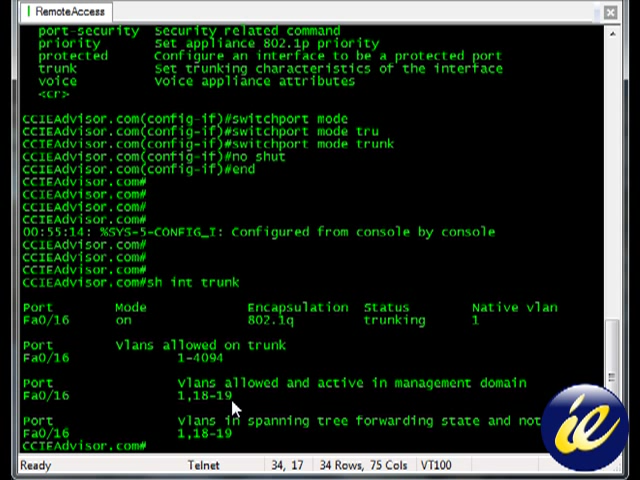 RemoteAccess
port-security  Security related command
priority       Set appliance 802.1p priority
protected      Configure an interface to be a protected port
trunk          Set trunking characteristics of the interface
voice          Voice appliance attributes
<cr>
CCIEAdvisor.com(config-if)#switchport mode
CCIEAdvisor.com(config-if)#switchport mode tru
CCIEAdvisor.com(config-if)#switchport mode trunk
CCIEAdvisor.com(config-if)#no shut
CCIEAdvisor.com(config-if)#end
CCIEAdvisor.com#
CCIEAdvisor.com#
CCIEAdvisor.com#
CCIEAdvisor.com#
00:55:14: %SYS-5-CONFIG_I: Configured from console by console
CCIEAdvisor.com#
CCIEAdvisor.com#
CCIEAdvisor.com#
CCIEAdvisor.com#sh int trunk
Port      Mode         Encapsulation  Status        Native vlan
Fa0/16    on           802.1q         trunking      1
Port      Vlans allowed on trunk
Fa0/16    1-4094
Port      Vlans allowed and active in management domain
Fa0/16    1,18-19
Port      Vlans in spanning tree forwarding state and not
Fa0/16    1,18-19
CCIEAdvisor.com#
ie
Ready Telnet 34, 17 34 Rows, 75 Cols VT100